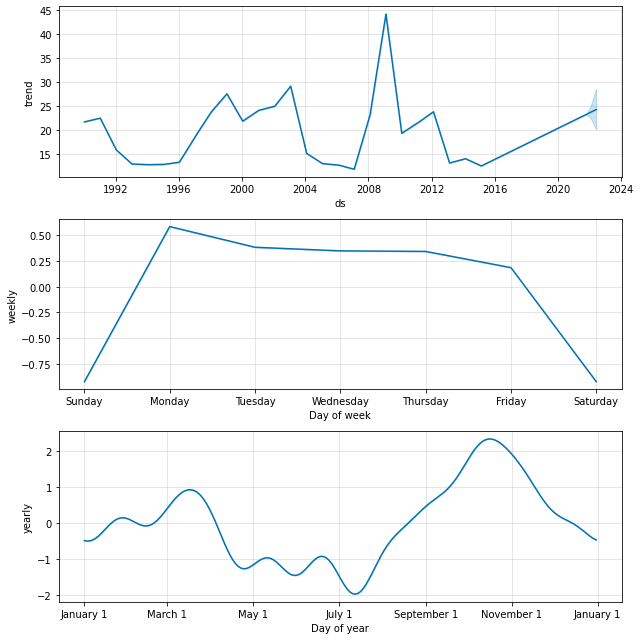 45
40
35
30
25
20
15
trend
1992 1996 2000 2004 2008 2012 2016 2020 2024
ds
0.50
0.25
0.00
−0.25
−0.50
−0.75
weekly
Sunday Monday Tuesday Wednesday Thursday Friday Saturday
Day of week
2
1
0
−1
−2
yearly
January 1 March 1 May 1 July 1 September 1 November 1 January 1
Day of year